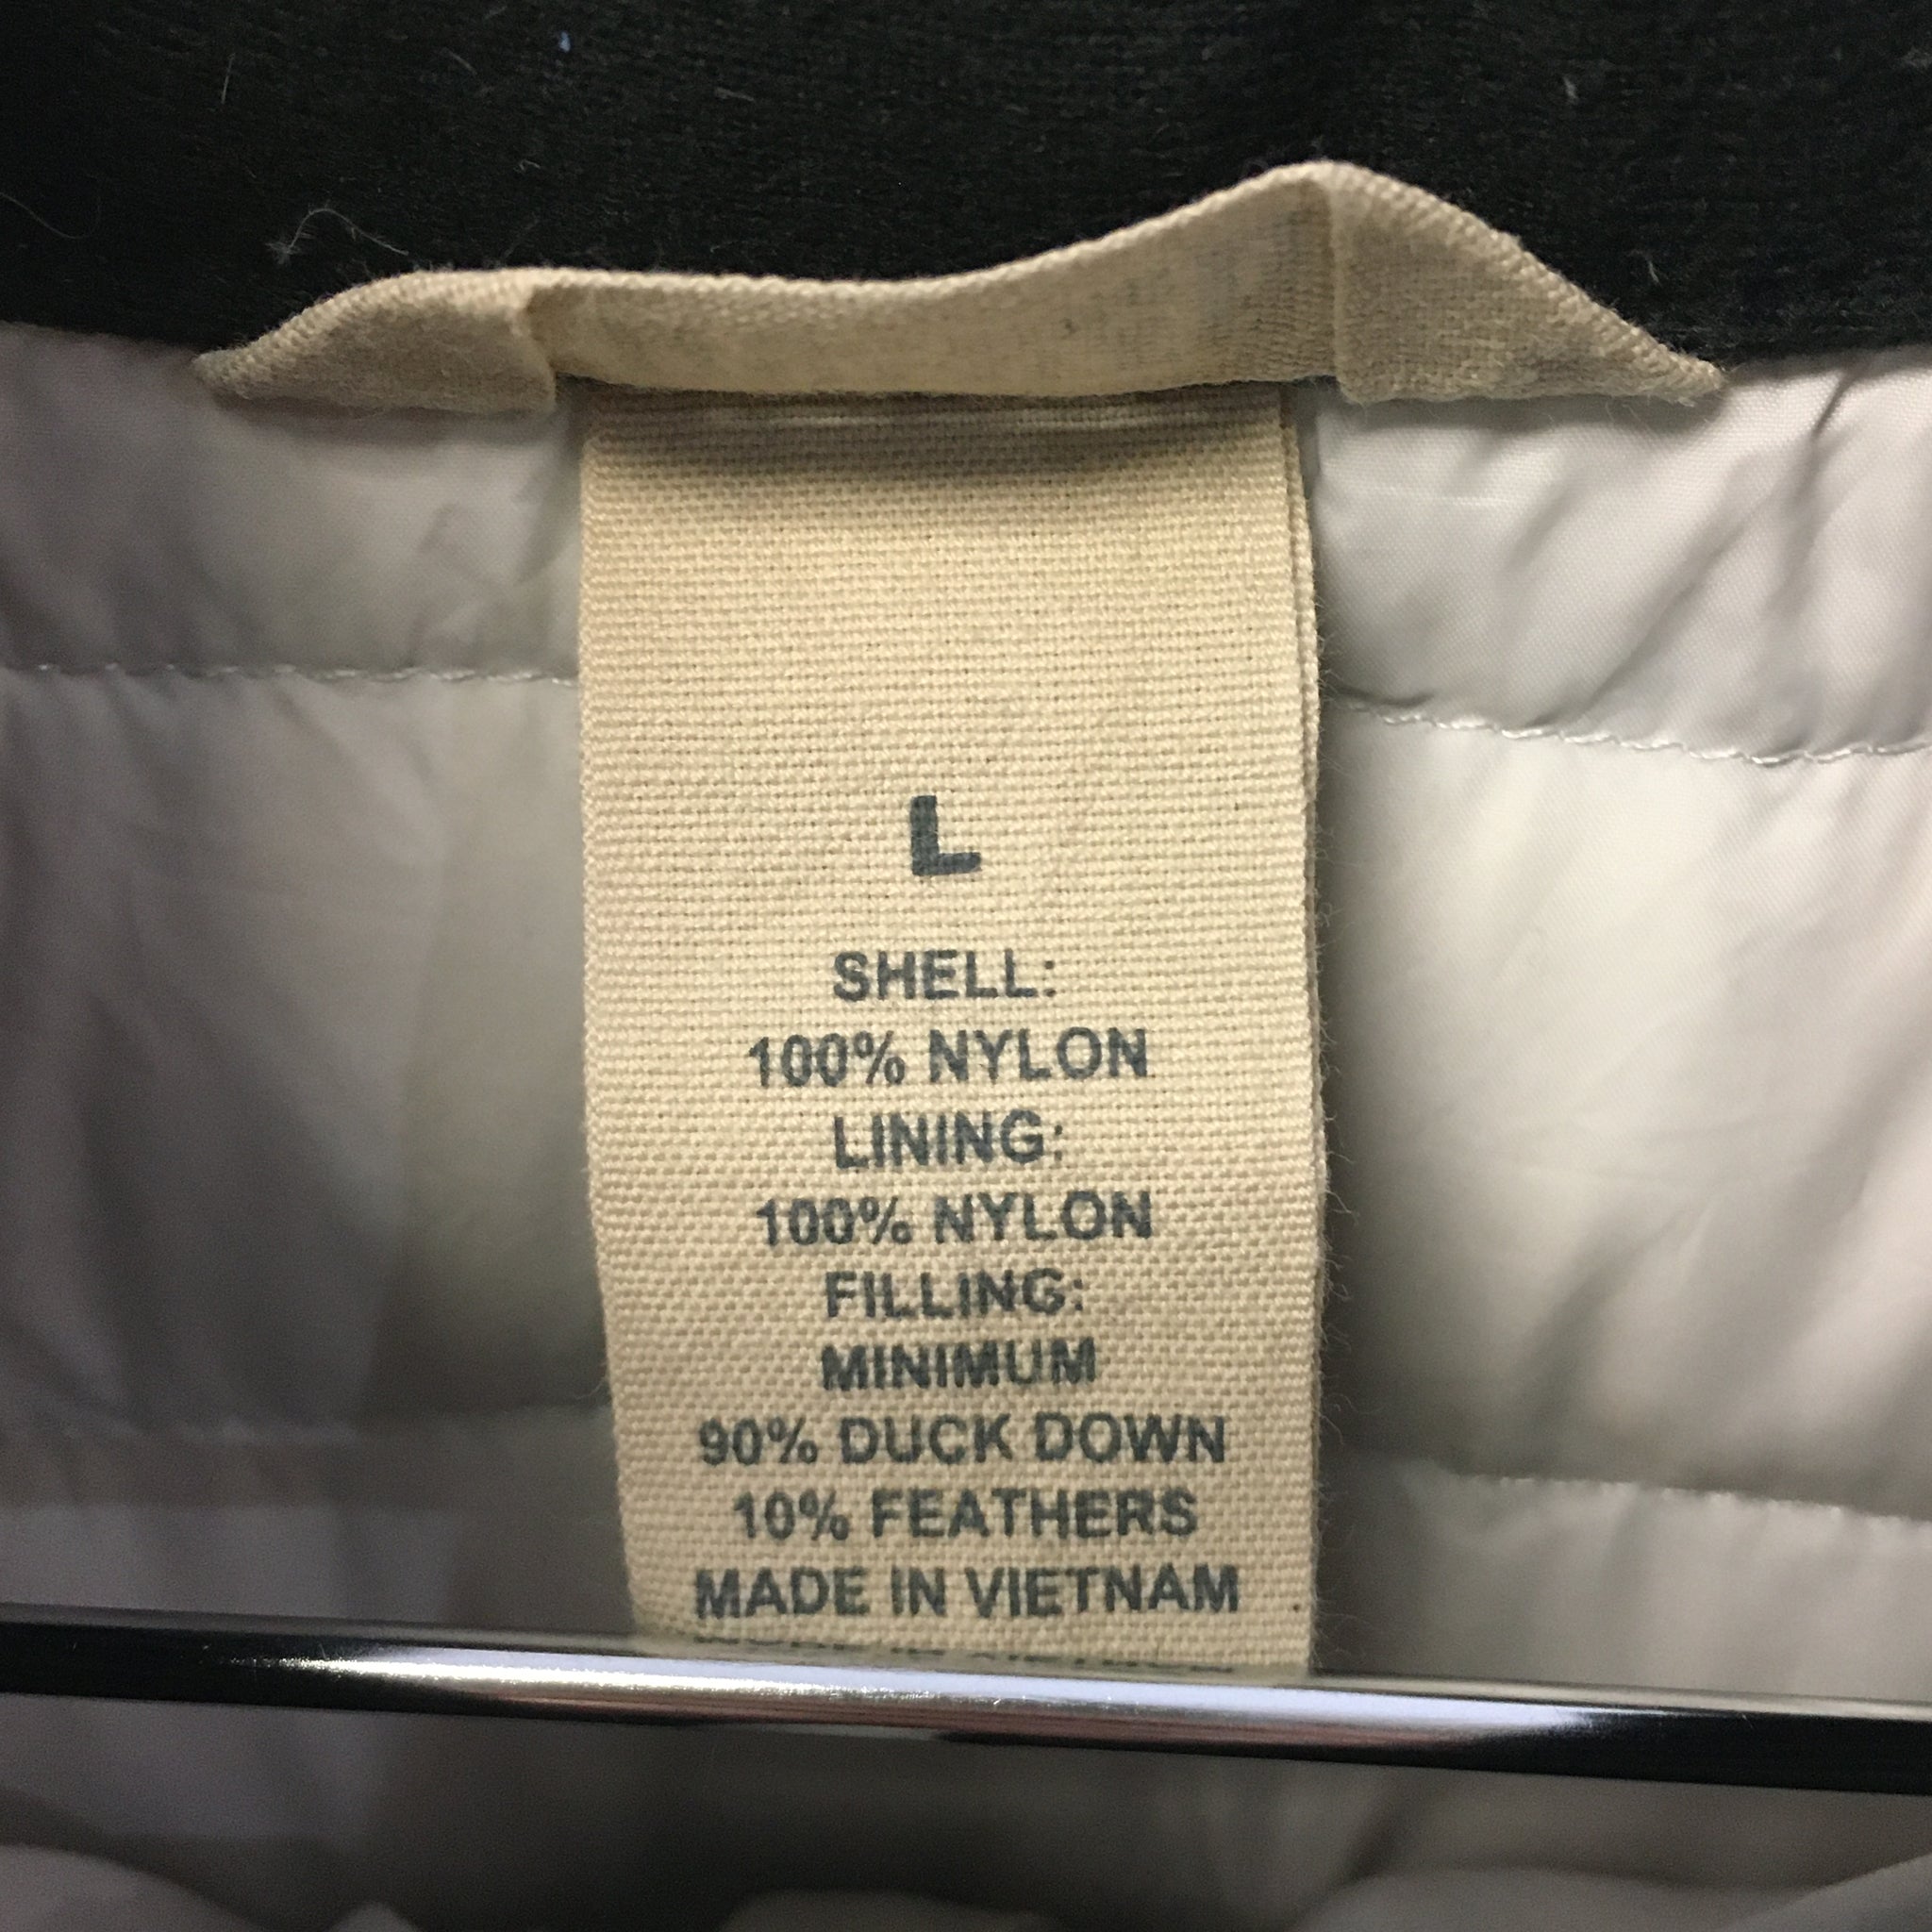 L
SHELL:
100% NYLON
LINING:
100% NYLON
FILLING:
MINIMUM
90% DUCK DOWN
10% FEATHERS
MADE IN VIETNAM